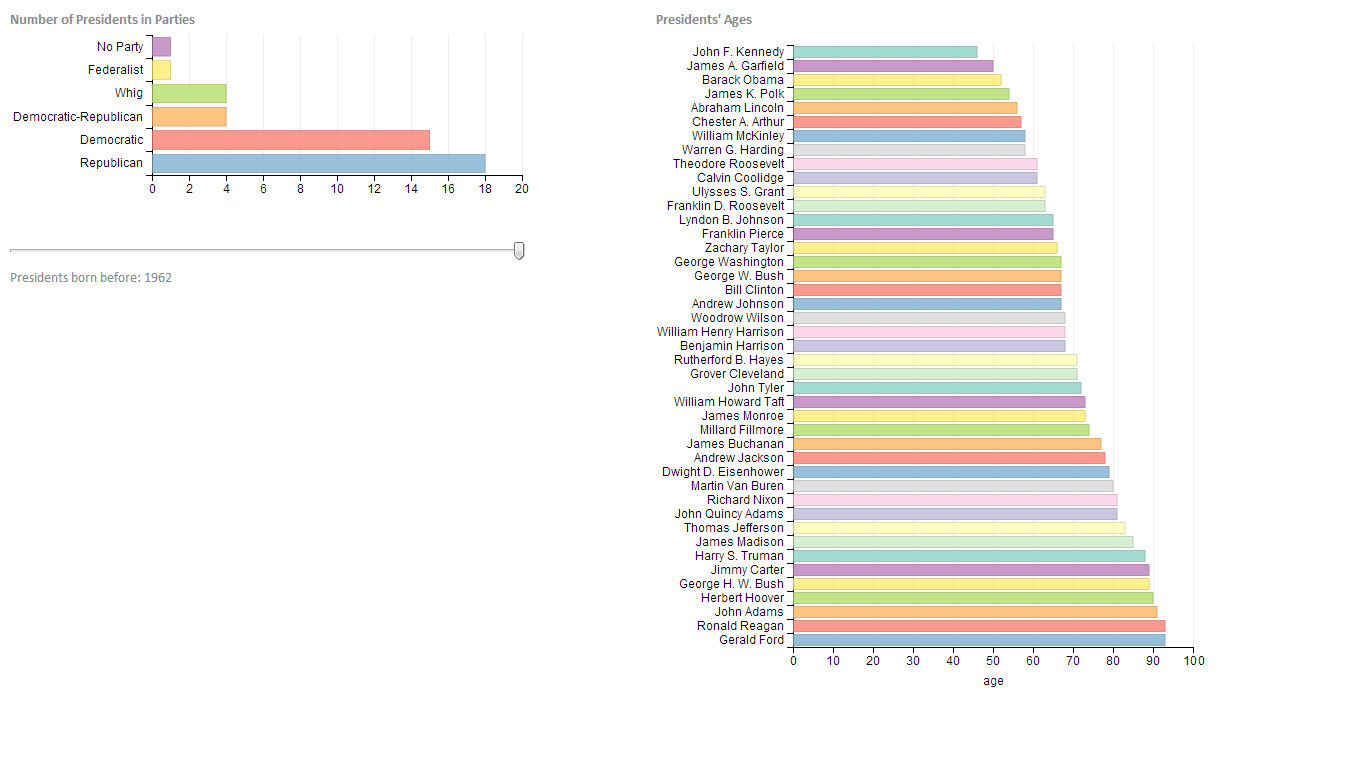 Number of Presidents in Parties
No Party
Federalist
Whig
Democratic-Republican
Democratic
Republican
0 2 4 6 8 10 12 14 16 18 20
Presidents born before: 1962
Presidents' Ages
John F. Kennedy
James A. Garfield
Barack Obama
James K. Polk
Abraham Lincoln
Chester A. Arthur
William McKinley
Warren G. Harding
Theodore Roosevelt
Calvin Coolidge
Ulysses S. Grant
Franklin D. Roosevelt
Lyndon B. Johnson
Franklin Pierce
Zachary Taylor
George Washington
George W. Bush
Bill Clinton
Andrew Johnson
Woodrow Wilson
William Henry Harrison
Benjamin Harrison
Rutherford B. Hayes
Grover Cleveland
John Tyler
William Howard Taft
James Monroe
Millard Fillmore
James Buchanan
Andrew Jackson
Dwight D. Eisenhower
Martin Van Buren
Richard Nixon
John Quincy Adams
Thomas Jefferson
James Madison
Harry S. Truman
Jimmy Carter
George H. W. Bush
Herbert Hoover
John Adams
Ronald Reagan
Gerald Ford
0 10 20 30 40 50 60 70 80 90 100
age